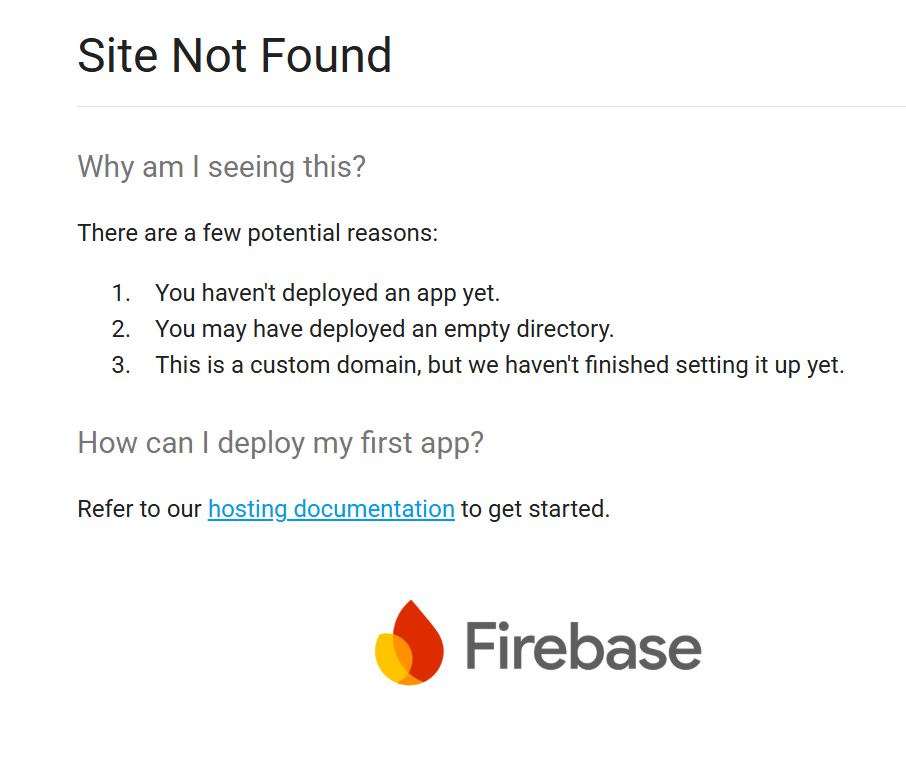 Site Not Found
Why am I seeing this?
There are a few potential reasons:
1. You haven't deployed an app yet.
2. You may have deployed an empty directory.
3. This is a custom domain, but we haven't finished setting it up yet.
How can I deploy my first app?
Refer to our hosting documentation to get started.
Firebase